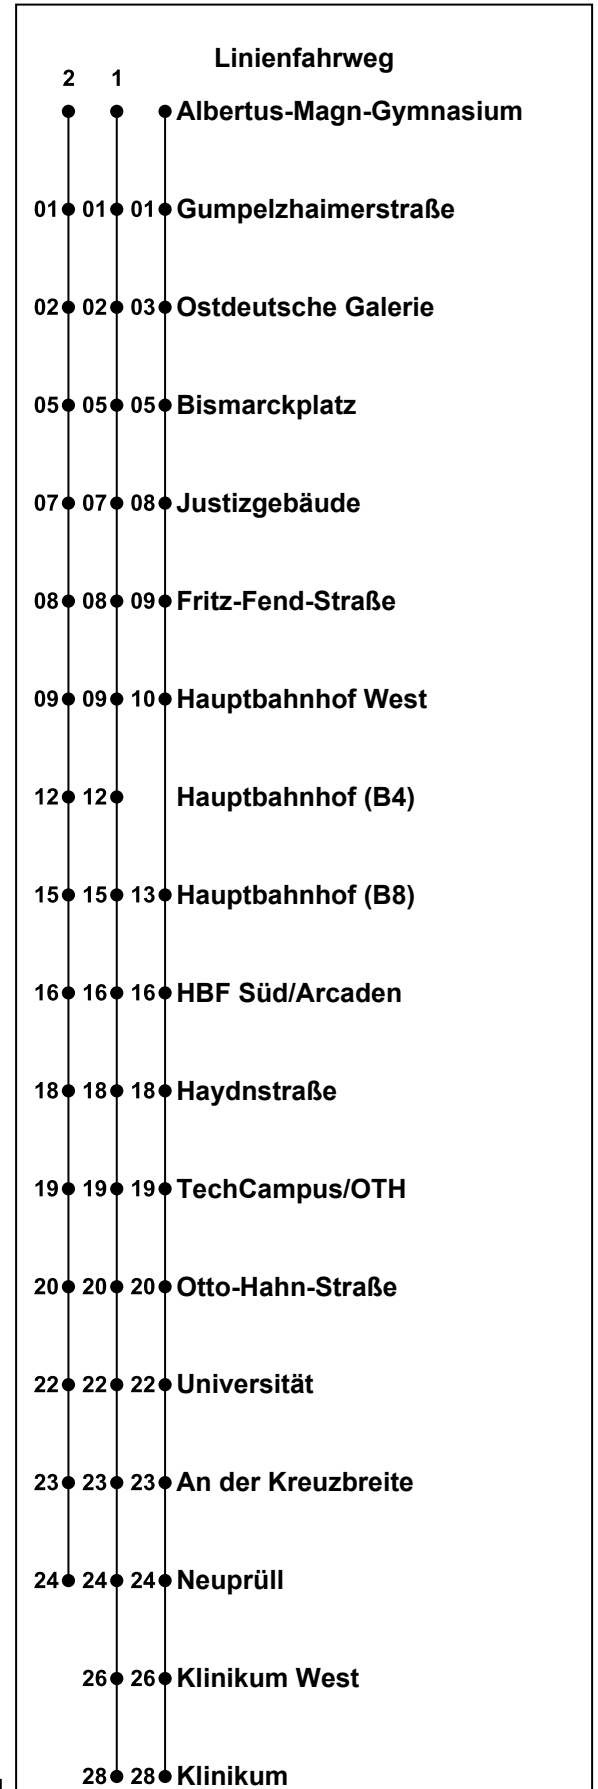 Linienfahrweg
2 1
Albertus-Magn-Gymnasium
01 01 01 Gumpelzhaimerstraße
02 02 03 Ostdeutsche Galerie
05 05 05 Bismarckplatz
07 07 08 Justizgebäude
08 08 09 Fritz-Fend-Straße
09 09 10 Hauptbahnhof West
12 12 Hauptbahnhof (B4)
15 15 13 Hauptbahnhof (B8)
16 16 16 HBF Süd/Arcaden
18 18 18 Haydnstraße
19 19 19 TechCampus/OTH
20 20 20 Otto-Hahn-Straße
22 22 22 Universität
23 23 23 An der Kreuzbreite
24 24 24 Neuprüll
26 26 Klinikum West
28 28 Klinikum